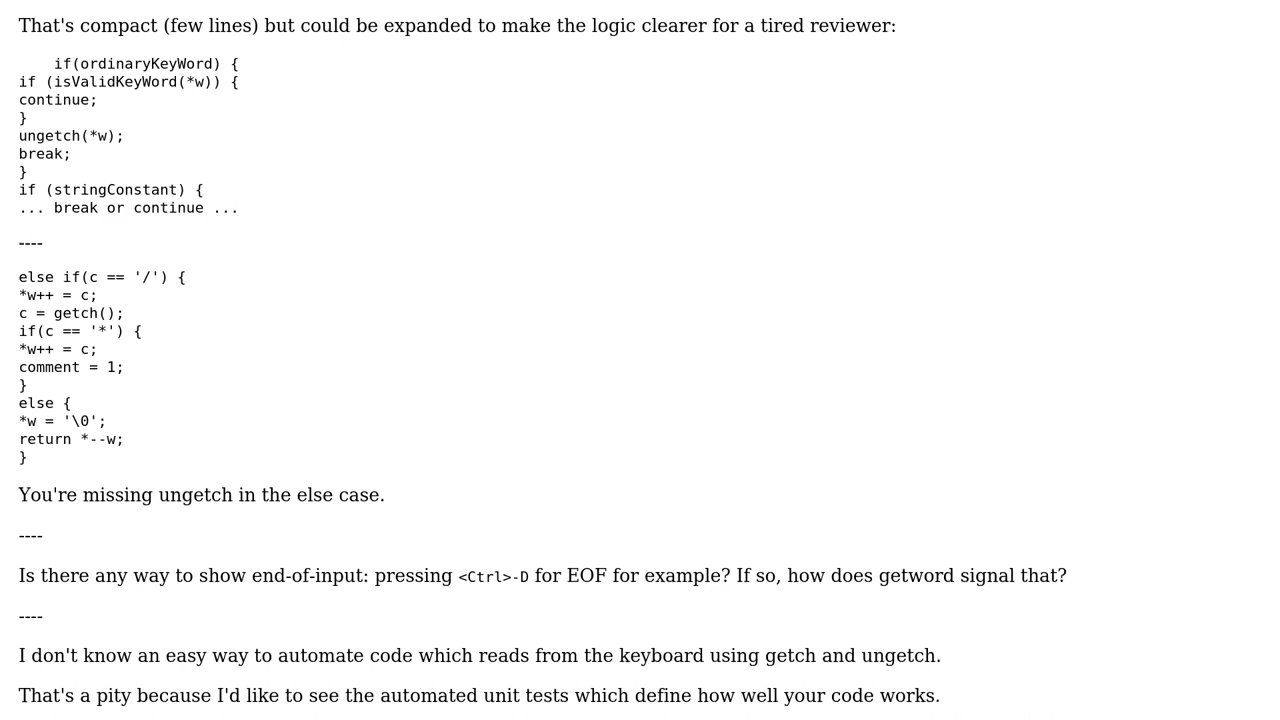 That's compact (few lines) but could be expanded to make the logic clearer for a tired reviewer:
    if(ordinaryKeyWord) {
if (isValidKeyWord(*w)) {
continue;
}
ungetch(*w);
break;
}
if (stringConstant) {
... break or continue ...
----
else if(c == '/') {
*w++ = c;
c = getch();
if(c == '*') {
*w++ = c;
comment = 1;
}
else {
*w = '\0';
return *--w;
}
You're missing ungetch in the else case.
----
Is there any way to show end-of-input: pressing <Ctrl>-D for EOF for example? If so, how does getword signal that?
----
I don't know an easy way to automate code which reads from the keyboard using getch and ungetch.
That's a pity because I'd like to see the automated unit tests which define how well your code works.